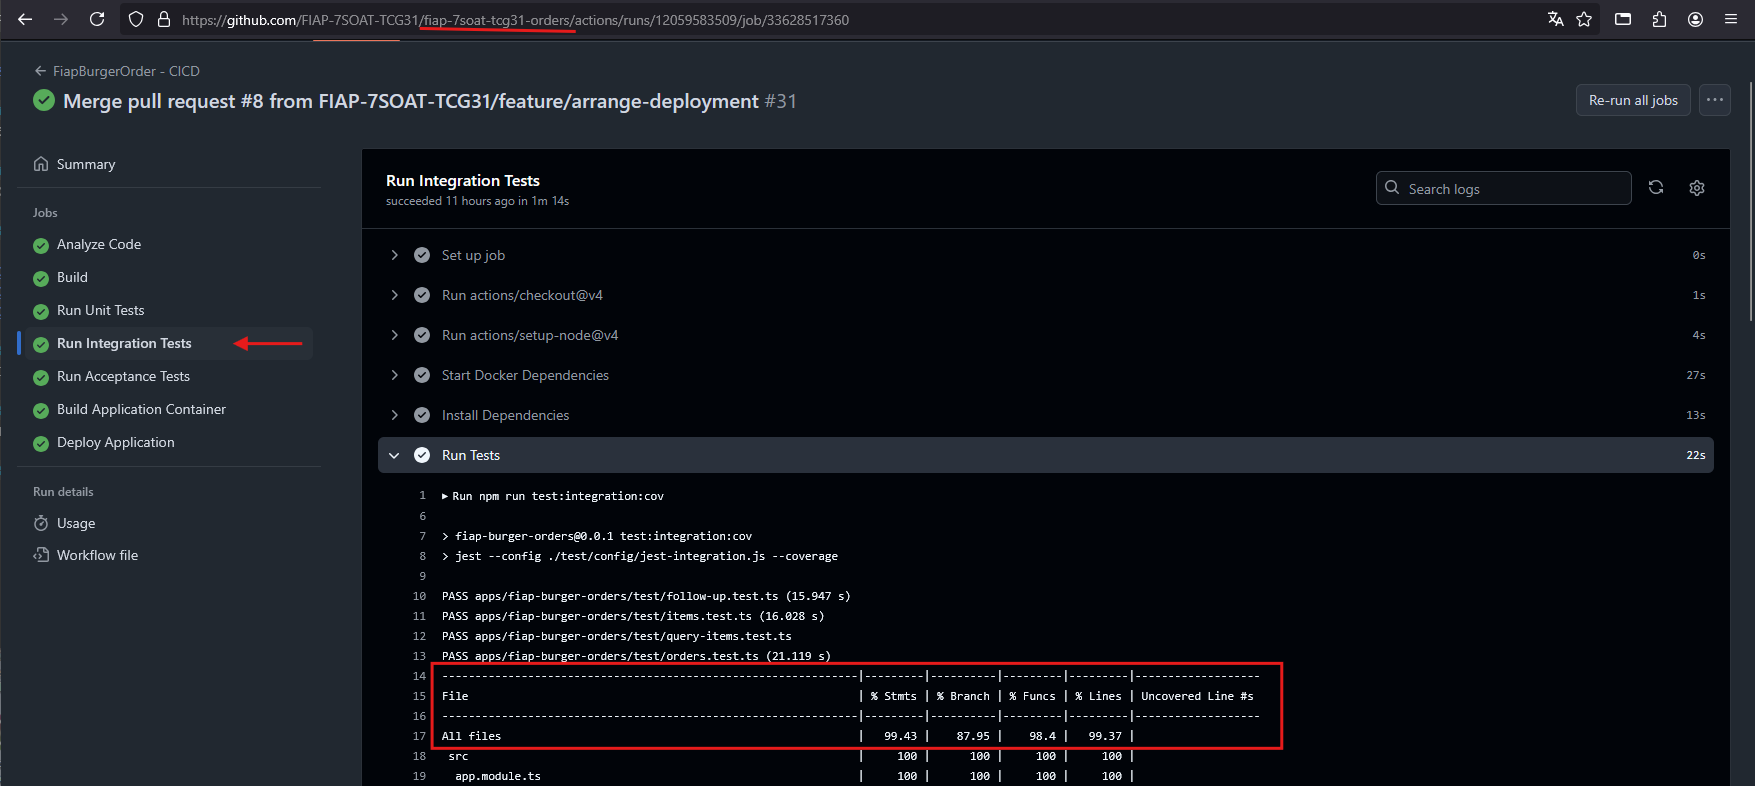 https://github.com/FIAP-7SOAT-TCG31/fiap-7soat-tcg31-orders/actions/runs/12059583509/job/33628517360
FiapBurgerOrder - CICD
Merge pull request #8 from FIAP-7SOAT-TCG31/feature/arrange-deployment #31
Re-run all jobs
Summary
Jobs
Analyze Code
Build
Run Unit Tests
Run Integration Tests
Run Acceptance Tests
Build Application Container
Deploy Application
Run details
Usage
Workflow file
Run Integration Tests
succeeded 11 hours ago in 1m 14s
Search logs
Set up job 0s
Run actions/checkout@v4 1s
Run actions/setup-node@v4 4s
Start Docker Dependencies 27s
Install Dependencies 13s
Run Tests 22s
1 ▶ Run npm run test:integration:cov
6
7 > fiap-burger-orders@0.0.1 test:integration:cov
8 > jest --config ./test/config/jest-integration.js --coverage
9
10 PASS apps/fiap-burger-orders/test/follow-up.test.ts (15.947 s)
11 PASS apps/fiap-burger-orders/test/items.test.ts (16.028 s)
12 PASS apps/fiap-burger-orders/test/query-items.test.ts
13 PASS apps/fiap-burger-orders/test/orders.test.ts (21.119 s)
14 ----------------------------------------------------------------|---------|----------|---------|---------|-------------------
15 File | % Stmts | % Branch | % Funcs | % Lines | Uncovered Line #s
16 ----------------------------------------------------------------|---------|----------|---------|---------|-------------------
17 All files | 99.43 | 87.95 | 98.4 | 99.37 |
18 src | 100 | 100 | 100 | 100 |
19 app.module.ts | 100 | 100 | 100 | 100 |